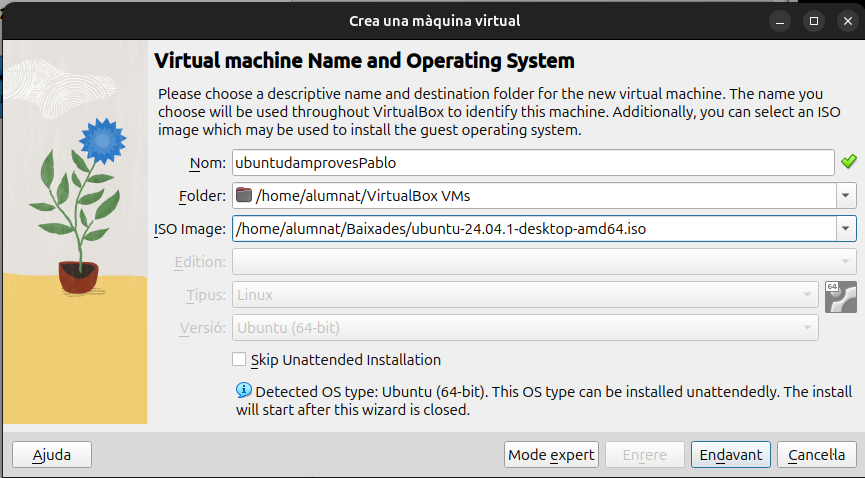 Crea una màquina virtual
Virtual machine Name and Operating System
Please choose a descriptive name and destination folder for the new virtual machine. The name you
choose will be used throughout VirtualBox to identify this machine. Additionally, you can select an ISO
image which may be used to install the guest operating system.
Nom: ubuntudamprovesPablo
Folder: /home/alumnat/VirtualBox VMs
ISO Image: /home/alumnat/Baixades/ubuntu-24.04.1-desktop-amd64.iso
Edition:
Tipus: Linux 64
Versió: Ubuntu (64-bit)
Skip Unattended Installation
Detected OS type: Ubuntu (64-bit). This OS type can be installed unattendedly. The install
will start after this wizard is closed.
Ajuda Mode expert Enrere Endavant Cancel·la